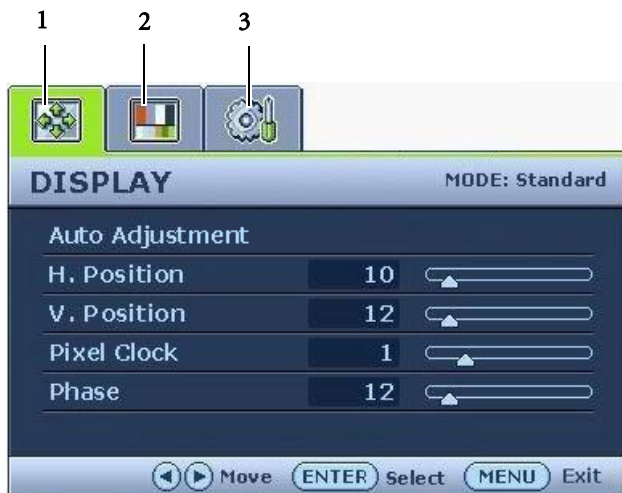 1 2 3
DISPLAY MODE: Standard
Auto Adjustment
H. Position 10
V. Position 12
Pixel Clock 1
Phase 12
Move ENTER Select MENU Exit